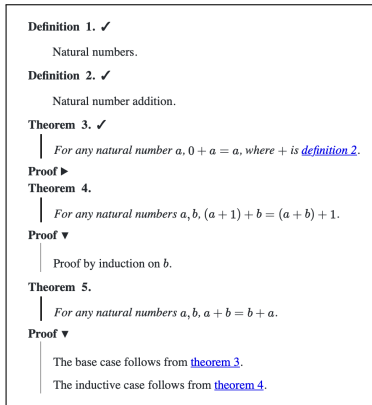 Definition 1. ✓
Natural numbers.
Definition 2. ✓
Natural number addition.
Theorem 3. ✓
For any natural number a, 0 + a = a, where + is definition 2.
Proof ▶
Theorem 4.
For any natural numbers a, b, (a + 1) + b = (a + b) + 1.
Proof ▼
Proof by induction on b.
Theorem 5.
For any natural numbers a, b, a + b = b + a.
Proof ▼
The base case follows from theorem 3.
The inductive case follows from theorem 4.